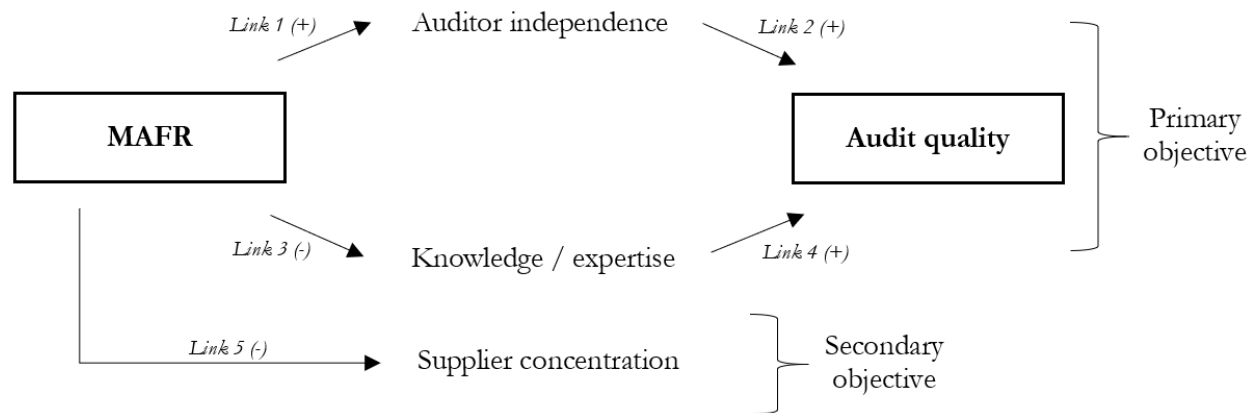 Link 1 (+)
Auditor independence
Link 2 (+)
MAFR
Audit quality
Primary
objective
Link 3 (-)
Knowledge / expertise
Link 4 (+)
Link 5 (-)
Supplier concentration
Secondary
objective